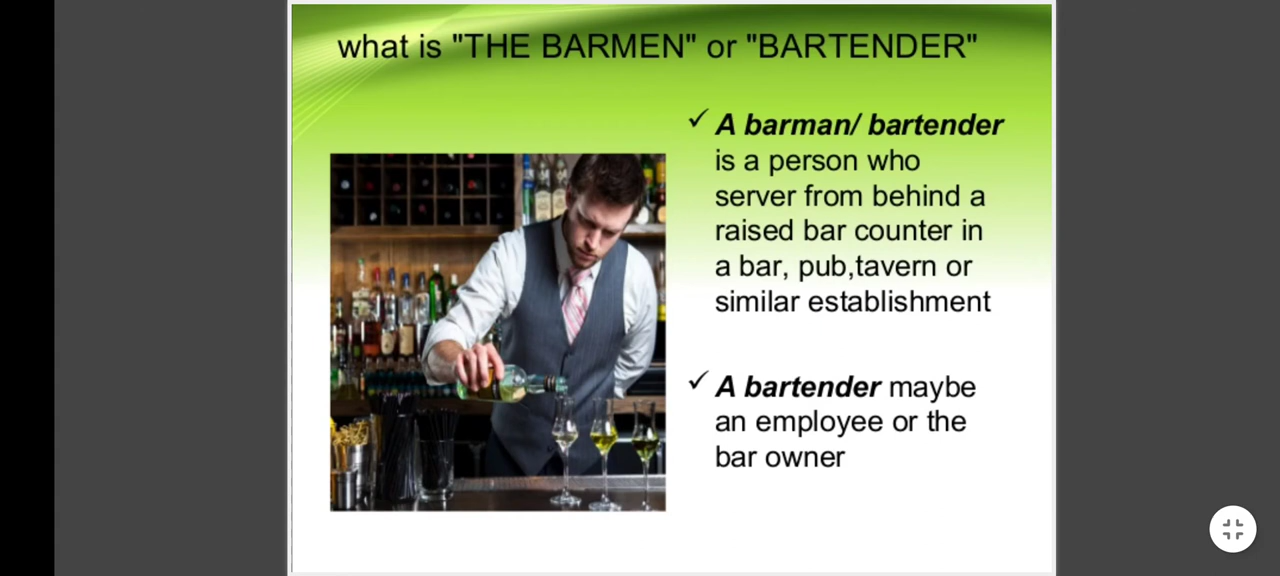 what is "THE BARMEN" or "BARTENDER"
✓ A barman/ bartender
is a person who
server from behind a
raised bar counter in
a bar, pub,tavern or
similar establishment
✓ A bartender maybe
an employee or the
bar owner